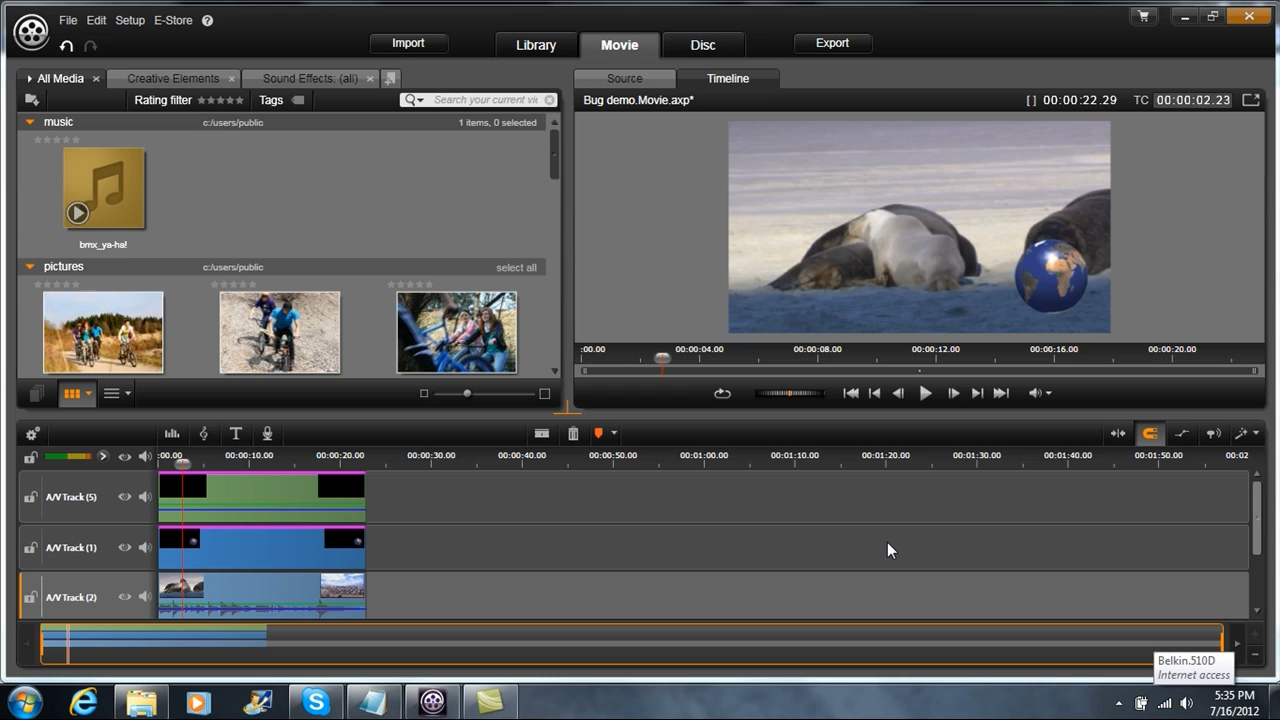 File Edit Setup E-Store ?
Import Library Movie Disc Export
All Media × Creative Elements × Sound Effects: (all) ×
Source Timeline
Rating filter Tags Search your current vi
Bug demo.Movie.axp* [ ] 00:00:22.29 TC 00:00:02.23
music c:/users/public 1 items, 0 selected
bmx_ya-ha!
pictures c:/users/public select all
:00.00 00:00:04.00 00:00:08.00 00:00:12.00 00:00:16.00 00:00:20.00
T
:00.00 00:00:10.00 00:00:20.00 00:00:30.00 00:00:40.00 00:00:50.00 00:01:00.00 00:01:10.00 00:01:20.00 00:01:30.00 00:01:40.00 00:01:50.00 00:02
A/V Track (5)
A/V Track (1)
A/V Track (2)
Belkin.510D
Internet access
5:35 PM
7/16/2012